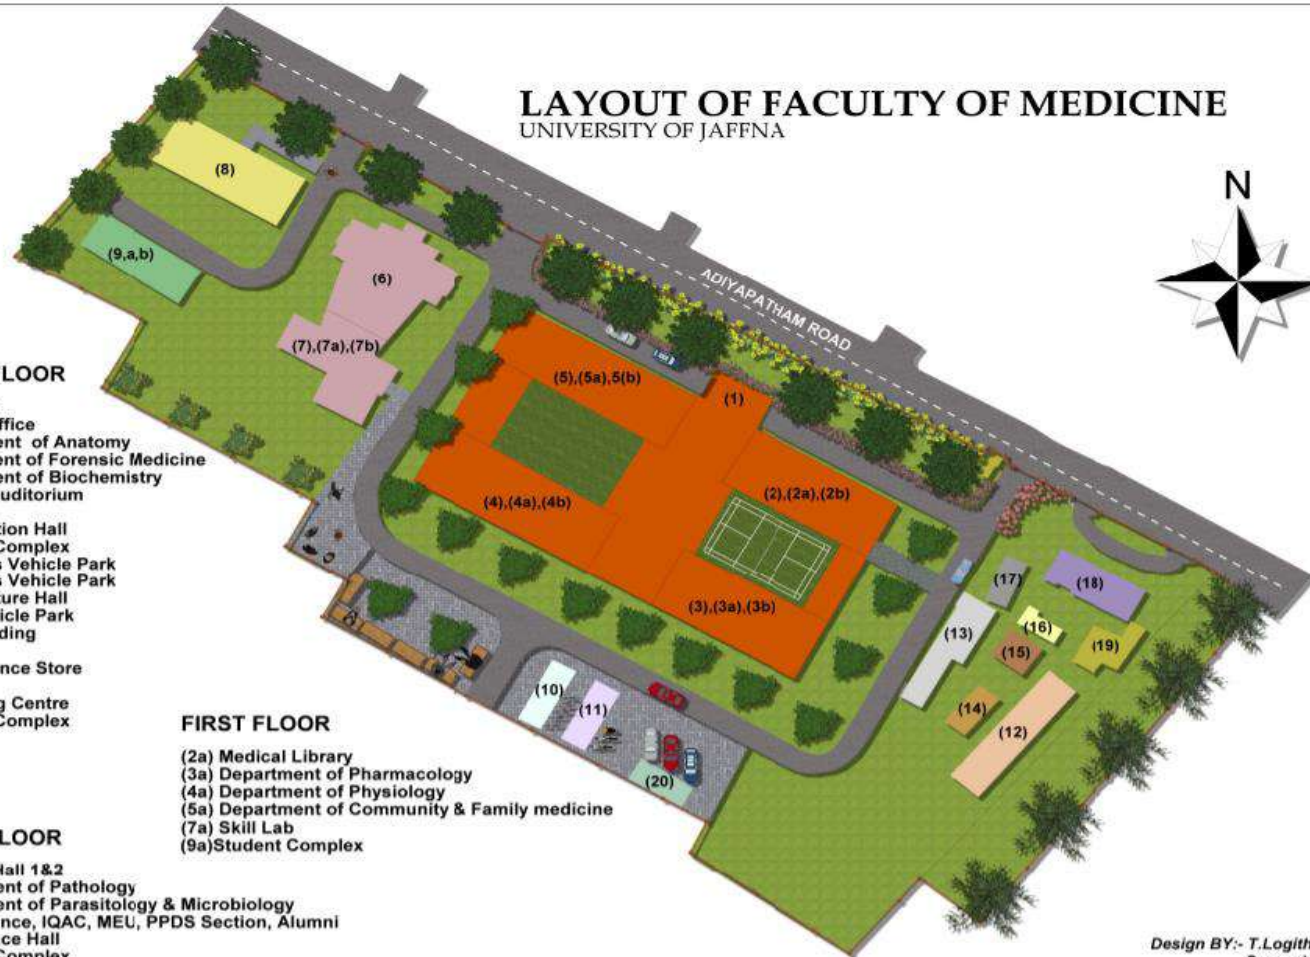 LAYOUT OF FACULTY OF MEDICINE
UNIVERSITY OF JAFFNA
N
ADIYAPATHAM ROAD
(8)
(9,a,b)
(6)
(7),(7a),(7b)
(5),(5a),5(b)
(1)
(4),(4a),(4b)
(2),(2a),(2b)
(3),(3a),(3b)
(17)
(18)
(13)
(16)
(15)
(19)
(14)
(12)
(10)
(11)
(20)
LOOR
ffice
ent of Anatomy
ent of Forensic Medicine
ent of Biochemistry
uditorium
tion Hall
Complex
s Vehicle Park
s Vehicle Park
ture Hall
icle Park
ding
nce Store
g Centre
Complex
FIRST FLOOR
(2a) Medical Library
(3a) Department of Pharmacology
(4a) Department of Physiology
(5a) Department of Community & Family medicine
(7a) Skill Lab
(9a)Student Complex
LOOR
Hall 1&2
ent of Pathology
ent of Parasitology & Microbiology
nce, IQAC, MEU, PPDS Section, Alumni
ce Hall
Complex
Design BY:- T.Logith